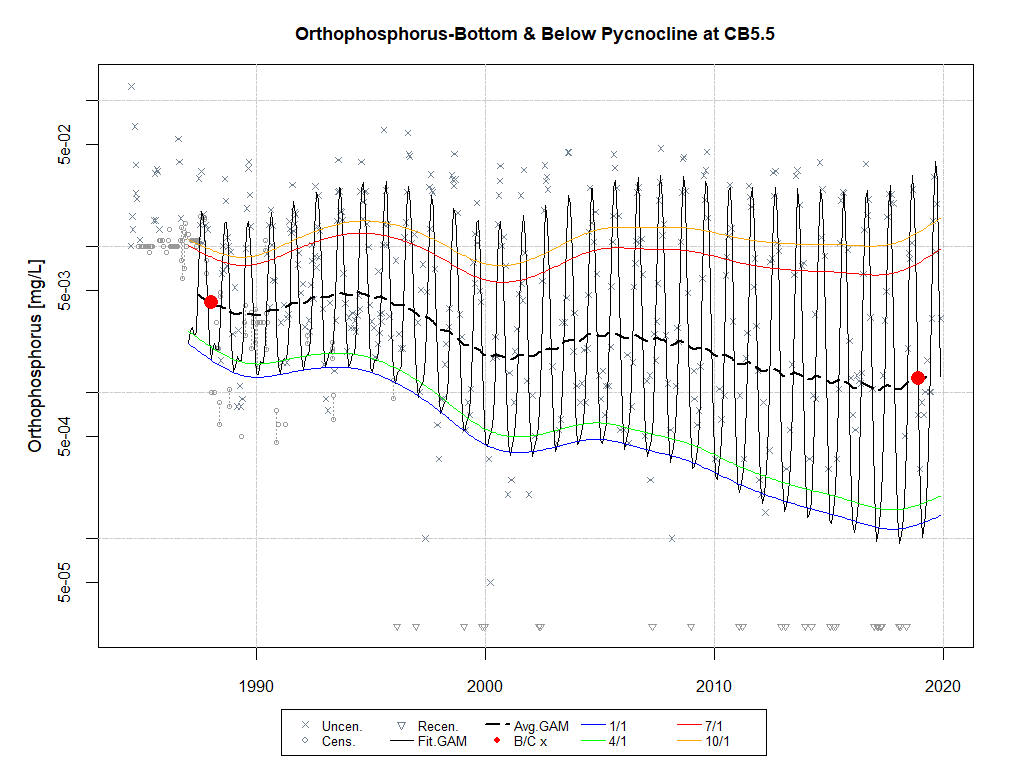 Orthophosphorus-Bottom & Below Pycnocline at CB5.5
Orthophosphorus [mg/L]
5e-02
5e-03
5e-04
5e-05
1990 2000 2010 2020
Uncen. Recen. Avg.GAM 1/1 7/1
Cens. Fit.GAM B/C x 4/1 10/1